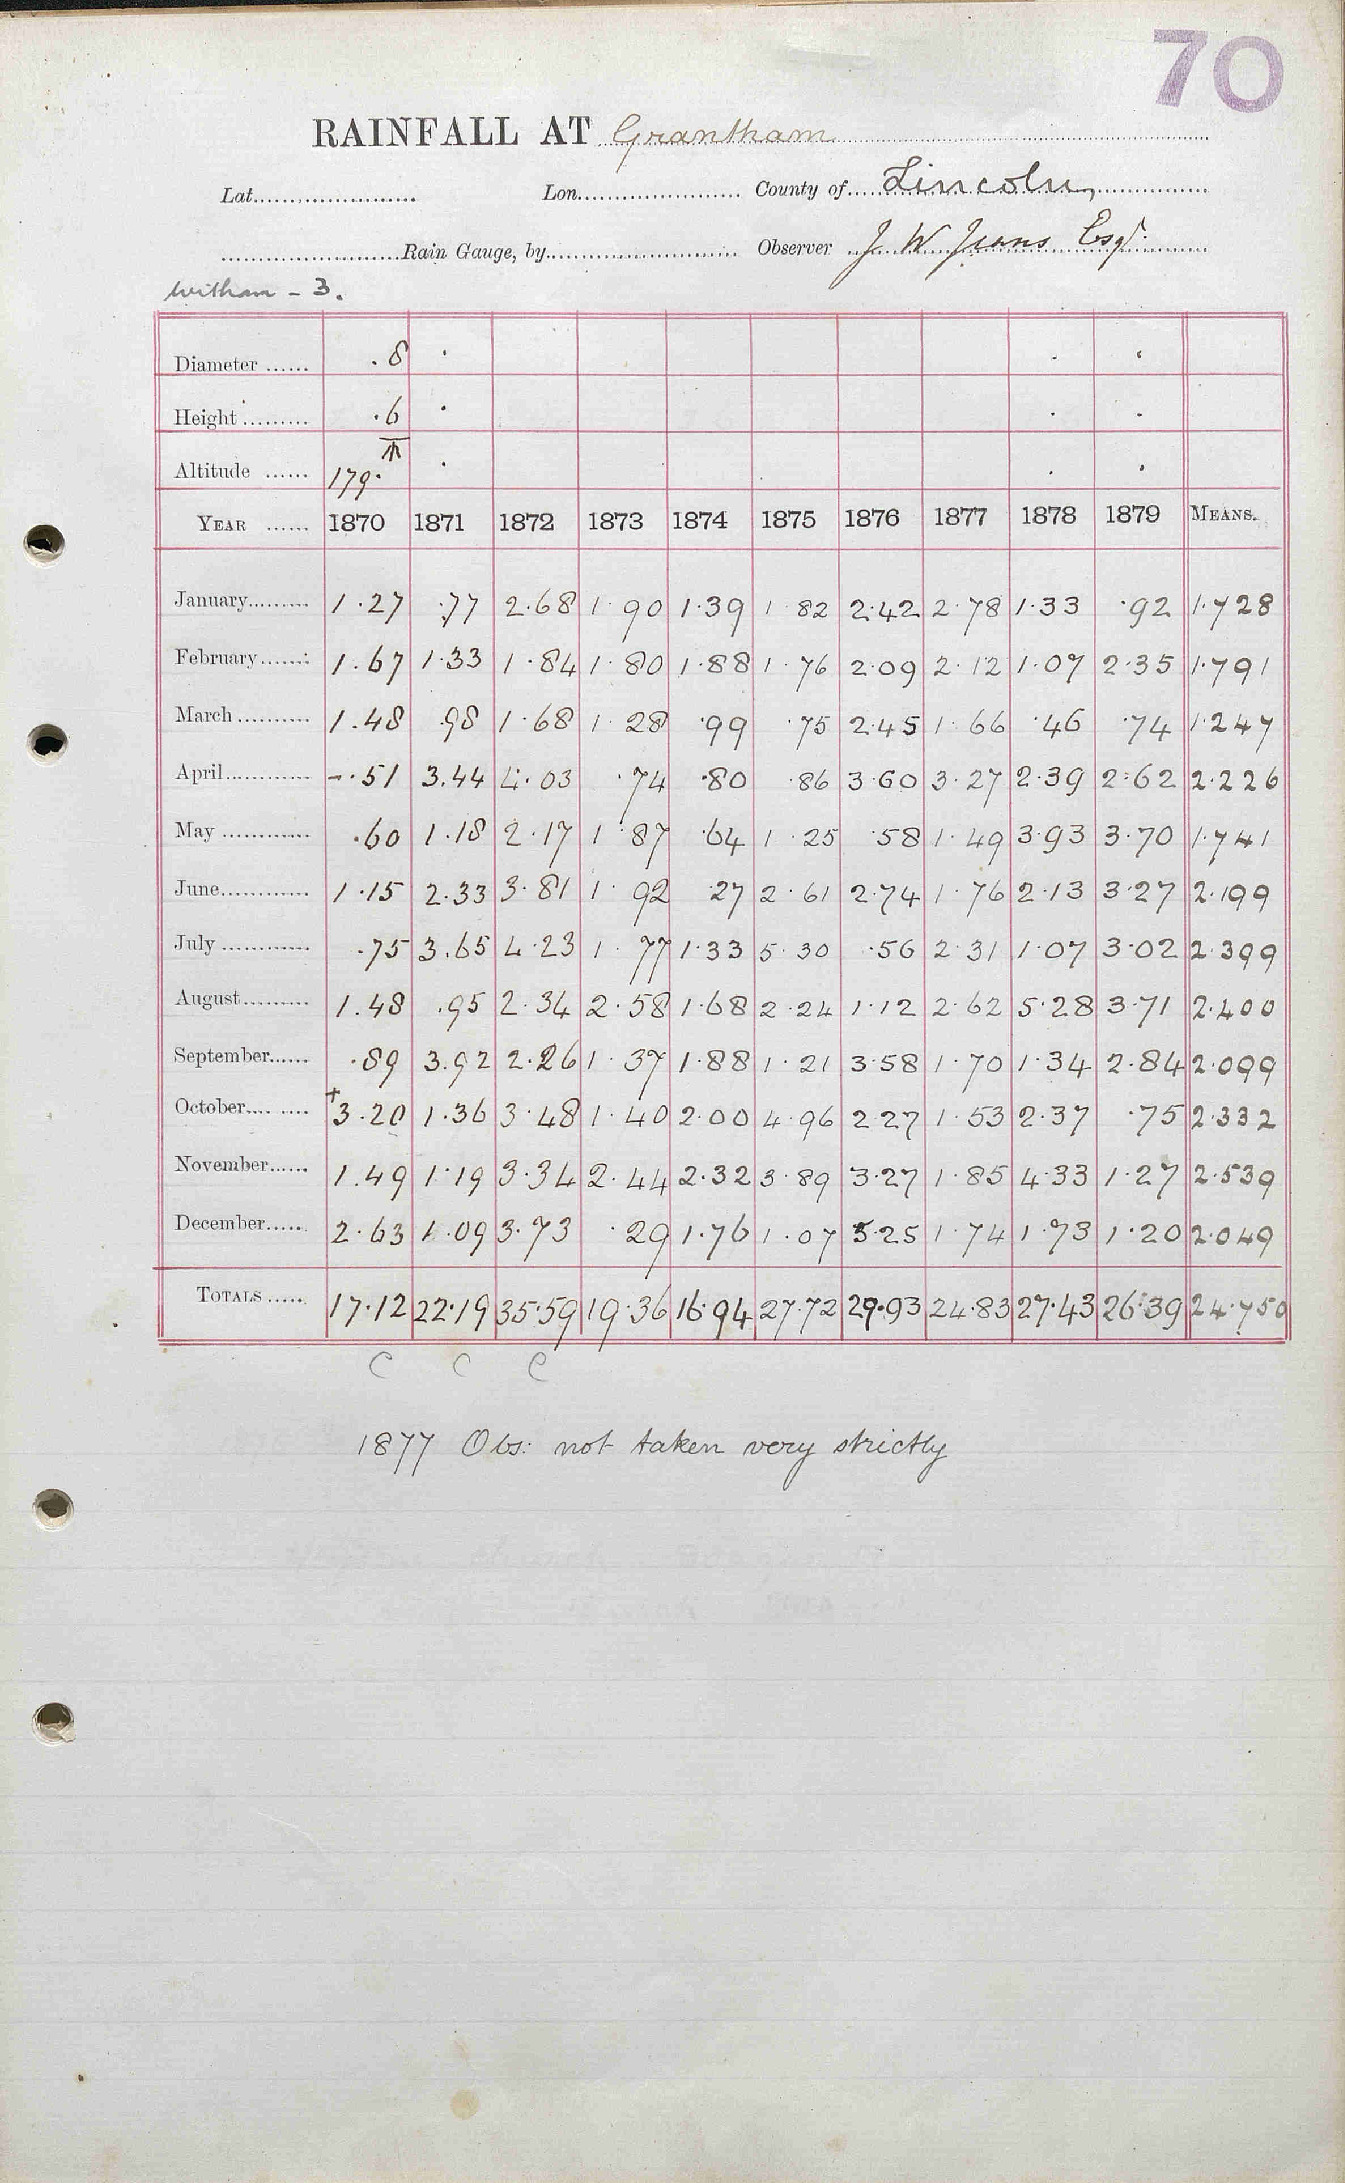 70
RAINFALL AT Grantham
Lat. Lon. County of Lincoln,
Rain Gauge, by Observer J. W. Jeans Esqr.
Witham - 3.
Diameter ...... .8 . . .
Height ......... .6 . . .
Altitude ...... 179. . . .
YEAR ...... 1870 1871 1872 1873 1874 1875 1876 1877 1878 1879 MEANS.
January......... 1.27 .77 2.68 1.90 1.39 1.82 2.42 2.78 1.33 .92 1.728
February...... 1.67 1.33 1.84 1.80 1.88 1.76 2.09 2.12 1.07 2.35 1.791
March .......... 1.48 .98 1.68 1.28 .99 .75 2.45 1.66 .46 .74 1.247
April............ -.51 3.44 4.03 .74 .80 .86 3.60 3.27 2.39 2.62 2.226
May ............ .60 1.18 2.17 1.87 .64 1.25 .58 1.49 3.93 3.70 1.741
June............ 1.15 2.33 3.81 1.92 .27 2.61 2.74 1.76 2.13 3.27 2.199
July ............ .75 3.65 4.23 1.77 1.33 5.30 .56 2.31 1.07 3.02 2.399
August......... 1.48 .95 2.34 2.58 1.68 2.24 1.12 2.62 5.28 3.71 2.400
September...... .89 3.92 2.26 1.37 1.88 1.21 3.58 1.70 1.34 2.84 2.099
October......... +3.20 1.36 3.48 1.40 2.00 4.96 2.27 1.53 2.37 .75 2.332
November...... 1.49 1.19 3.34 2.44 2.32 3.89 3.27 1.85 4.33 1.27 2.539
December...... 2.63 1.09 3.73 .29 1.76 1.07 5.25 1.74 1.73 1.20 2.049
TOTALS ...... 17.12 22.19 35.59 19.36 16.94 27.72 29.93 24.83 27.43 26.39 24.750
C C C
1877 Obs: not taken very strictly